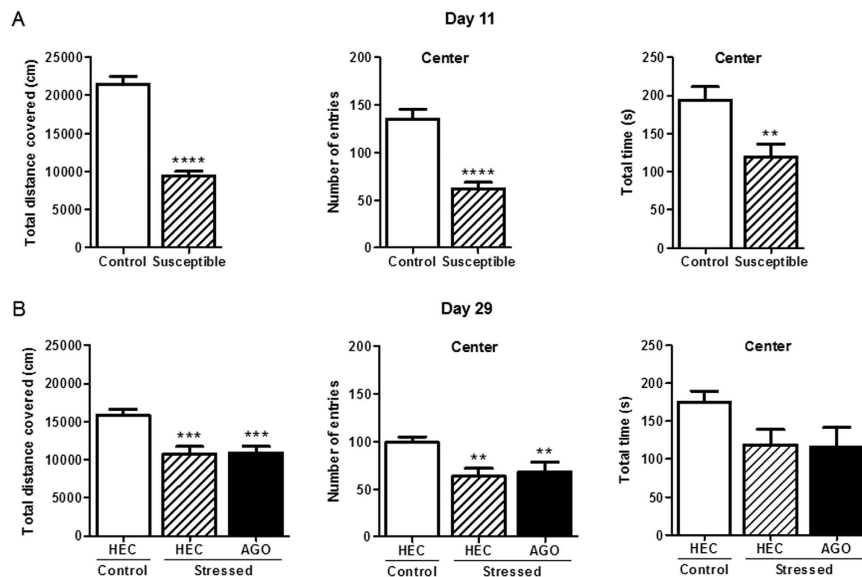 A
Day 11
Total distance covered (cm)
25000
20000
15000
10000
5000
0
****
Control Susceptible
Center
Number of entries
200
150
100
50
0
****
Control Susceptible
Center
Total time (s)
250
200
150
100
50
0
**
Control Susceptible
B
Day 29
Total distance covered (cm)
25000
20000
15000
10000
5000
0
*** ***
HEC HEC AGO
Control Stressed
Center
Number of entries
200
150
100
50
0
** **
HEC HEC AGO
Control Stressed
Center
Total time (s)
250
200
150
100
50
0
HEC HEC AGO
Control Stressed